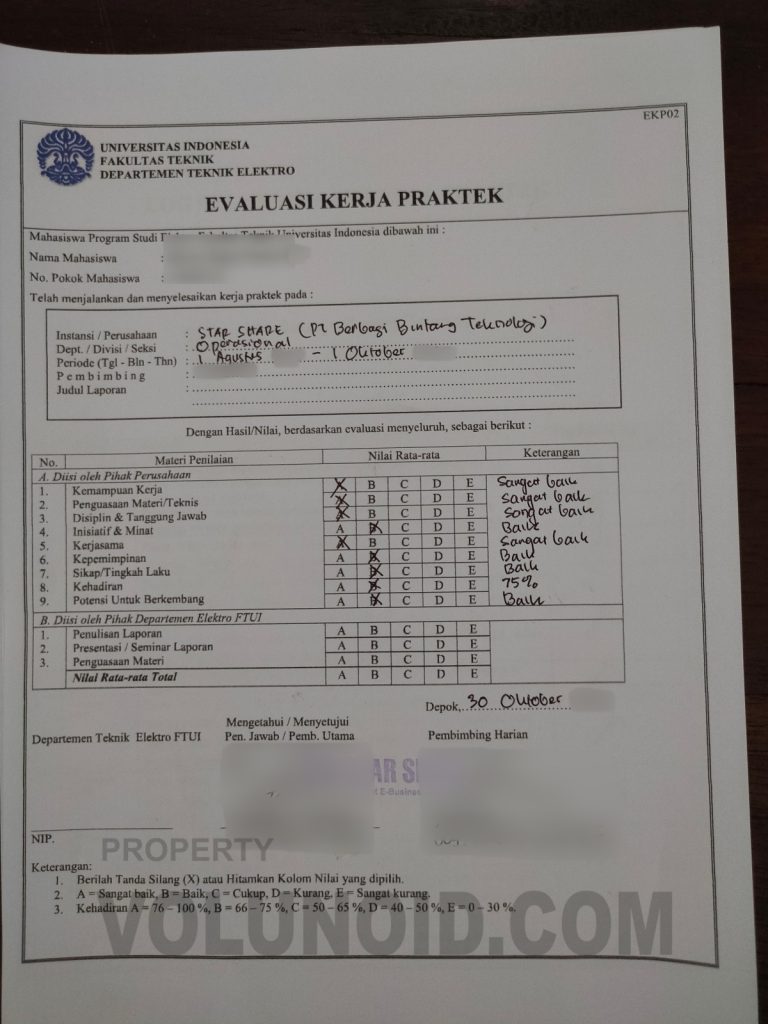 EKP02
UNIVERSITAS INDONESIA
FAKULTAS TEKNIK
DEPARTEMEN TEKNIK ELEKTRO
EVALUASI KERJA PRAKTEK
Mahasiswa Program Studi Teknik Universitas Indonesia dibawah ini :
Nama Mahasiswa :
No. Pokok Mahasiswa :
Telah menjalankan dan menyelesaikan kerja praktek pada :
Instansi / Perusahaan : STAR SHARE (PT Berbagi Bintang Teknologi)
Dept. / Divisi / Seksi : Operasional
Periode (Tgl - Bln - Thn) : 1 Agustus - 1 Oktober
Pembimbing :
Judul Laporan :
Dengan Hasil/Nilai, berdasarkan evaluasi menyeluruh, sebagai berikut :
No. Materi Penilaian Nilai Rata-rata Keterangan
A. Diisi oleh Pihak Perusahaan
1. Kemampuan Kerja A B C D E Sangat baik
2. Penguasaan Materi/Teknis A B C D E Sangat baik
3. Disiplin & Tanggung Jawab A B C D E Sangat baik
4. Inisiatif & Minat A B C D E Baik
5. Kerjasama A B C D E Sangat baik
6. Kepemimpinan A B C D E Baik
7. Sikap/Tingkah Laku A B C D E Baik
8. Kehadiran A B C D E 75%
9. Potensi Untuk Berkembang A B C D E Baik
B. Diisi oleh Pihak Departemen Elektro FTUI
1. Penulisan Laporan A B C D E
2. Presentasi / Seminar Laporan A B C D E
3. Penguasaan Materi A B C D E
Nilai Rata-rata Total A B C D E
Depok, 30 Oktober
Mengetahui / Menyetujui
Departemen Teknik Elektro FTUI Pen. Jawab / Pemb. Utama Pembimbing Harian
E-Busines
NIP.
PROPERTY
Keterangan:
1. Berilah Tanda Silang (X) atau Hitamkan Kolom Nilai yang dipilih.
2. A = Sangat baik, B = Baik, C = Cukup, D = Kurang, E = Sangat kurang.
3. Kehadiran A = 76 – 100 %, B = 66 – 75 %, C = 50 – 65 %, D = 40 – 50 %, E = 0 – 30 %.
VOLUNOID.COM